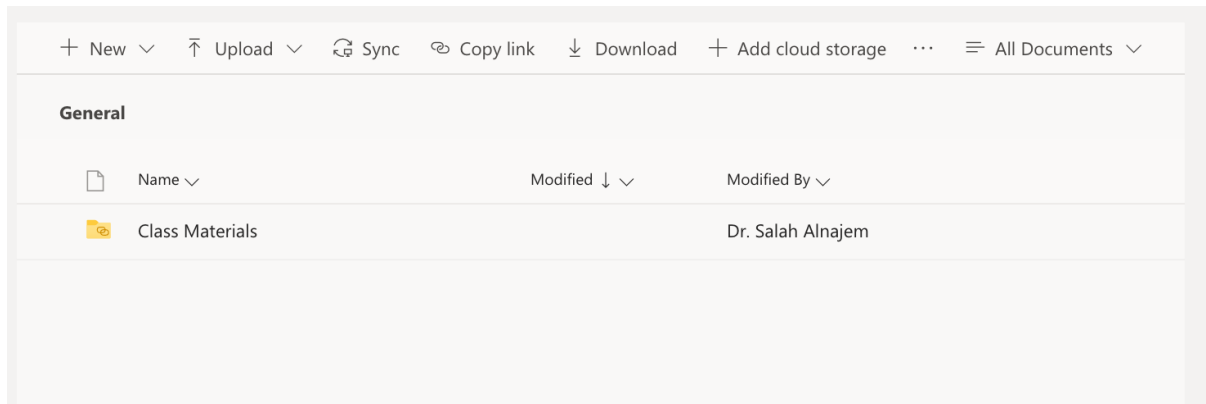 New Upload Sync Copy link Download Add cloud storage ... All Documents
General
Name Modified Modified By
Class Materials Dr. Salah Alnajem